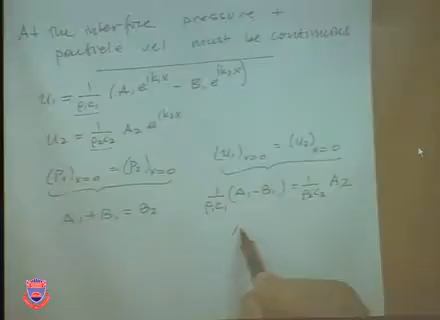 At the interface pressure +
particle vel must be continuous
u₁ = 1/ρ₁c₁ (A₁ e^{ik₁x} - B₁ e^{ik₂x})
u₂ = 1/ρ₂c₂ A₂ e^{ik₂x}
(P₁)ₓ₌₀ = (P₂)ₓ₌₀
(u₁)ₓ₌₀ = (u₂)ₓ₌₀
A₁ + B₁ = B₂
1/ρ₁c₁ (A₁ - B₁) = 1/ρ₂c₂ A₂